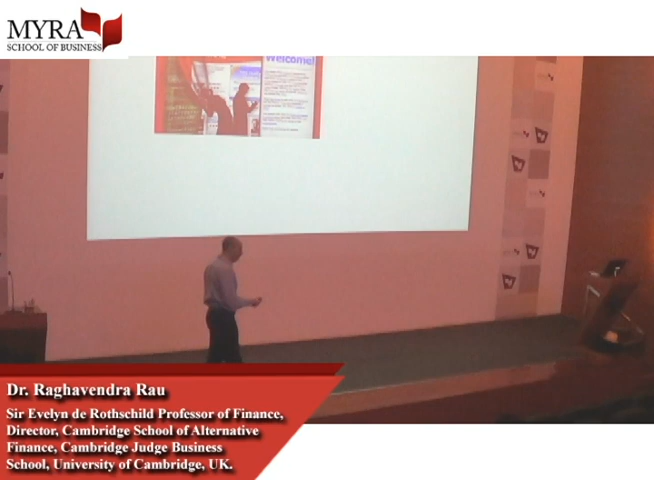 MYRA
SCHOOL OF BUSINESS
Welcome!
Dr. Raghavendra Rau
Sir Evelyn de Rothschild Professor of Finance,
Director, Cambridge School of Alternative
Finance, Cambridge Judge Business
School, University of Cambridge, UK.